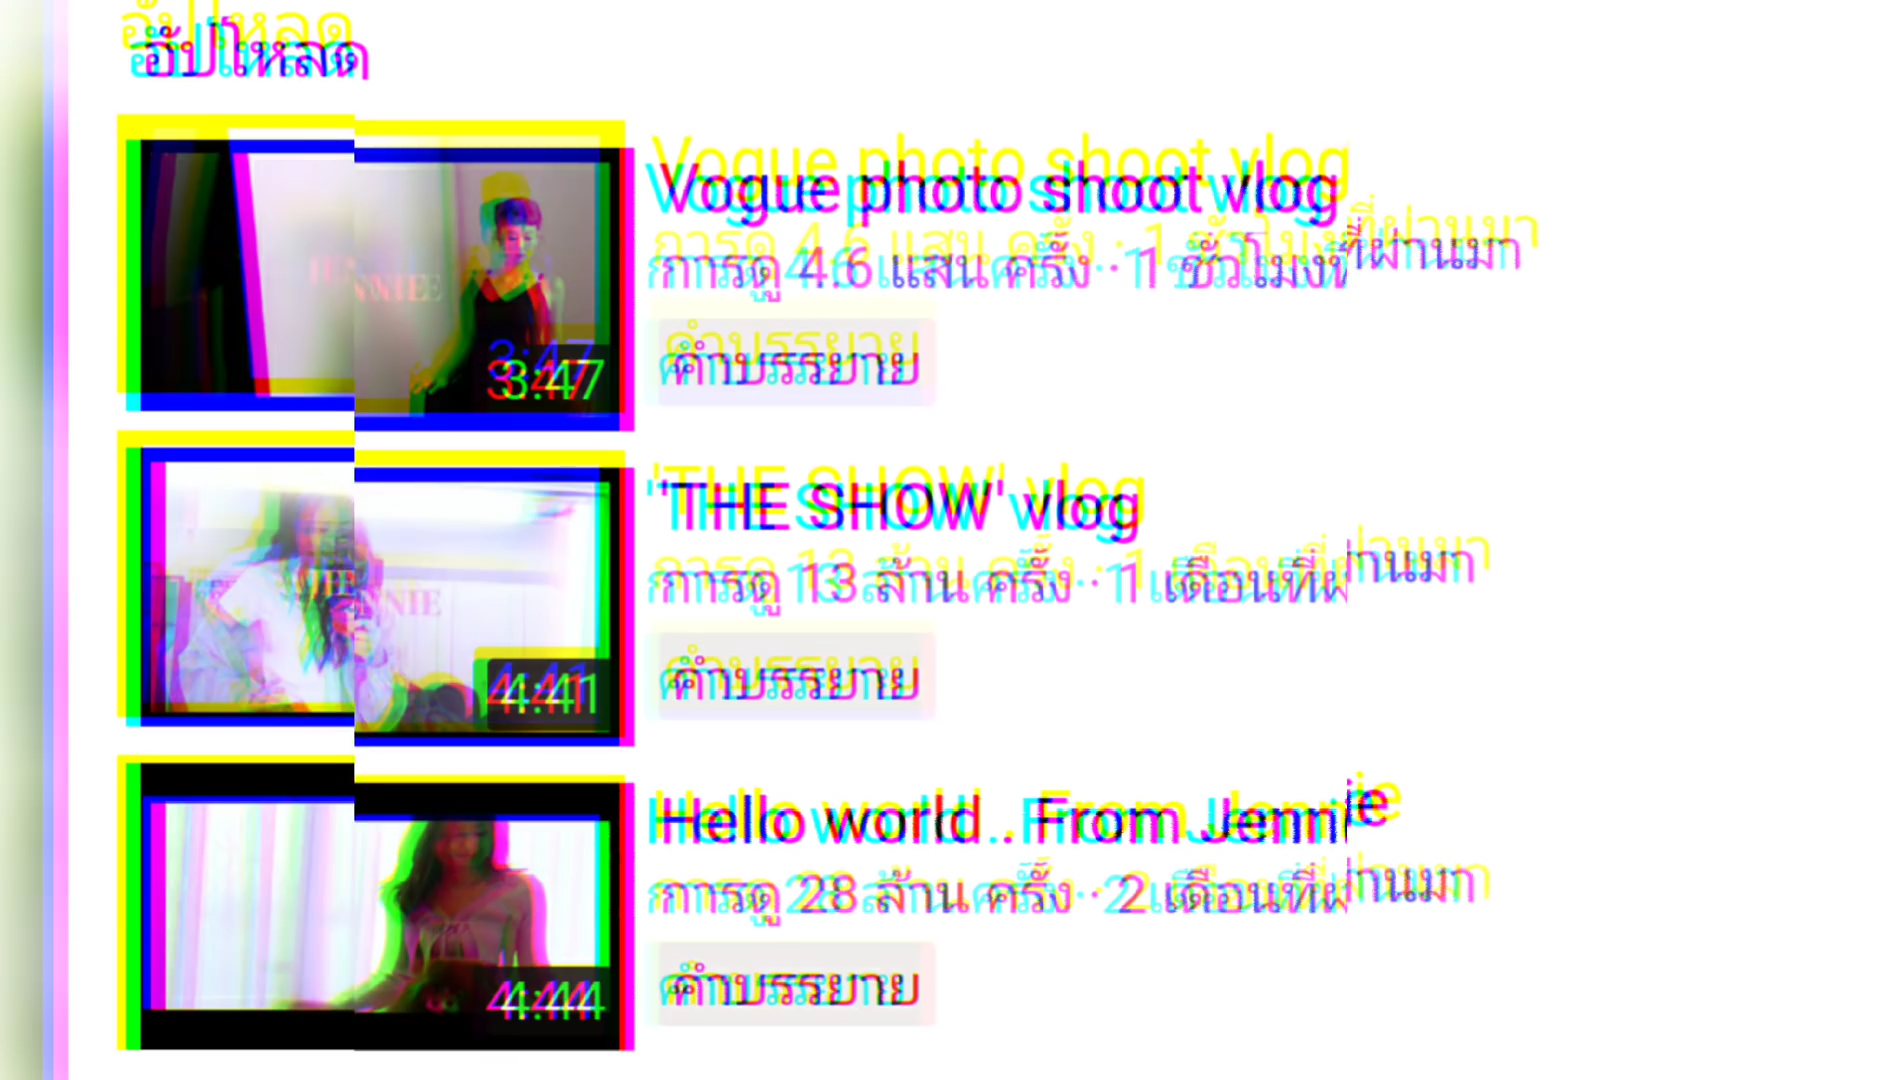 อัปโหลด
Vogue photo shoot vlog
การดู 4.6 แสน ครั้ง · 1 ชั่วโมงที่ผ่านมา
คำบรรยาย
3:47
'THE SHOW' vlog
การดู 13 ล้าน ครั้ง · 1 เดือนที่ผ่านมา
คำบรรยาย
4:41
Hello world.. From Jennie
การดู 28 ล้าน ครั้ง · 2 เดือนที่ผ่านมา
คำบรรยาย
4:44